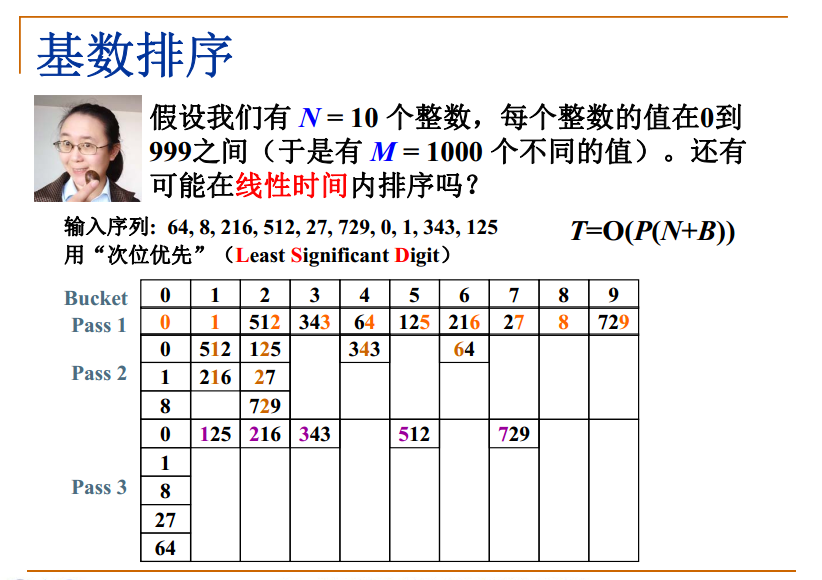 基数排序
假设我们有 N = 10 个整数，每个整数的值在0到
999之间（于是有 M = 1000 个不同的值）。还有
可能在线性时间内排序吗？
输入序列: 64, 8, 216, 512, 27, 729, 0, 1, 343, 125
T=O(P(N+B))
用“次位优先”（Least Significant Digit）
Bucket 0 1 2 3 4 5 6 7 8 9
Pass 1 0 1 512 343 64 125 216 27 8 729
0 512 125 343 64
Pass 2 1 216 27
8 729
0 125 216 343 512 729
1
Pass 3 8
27
64